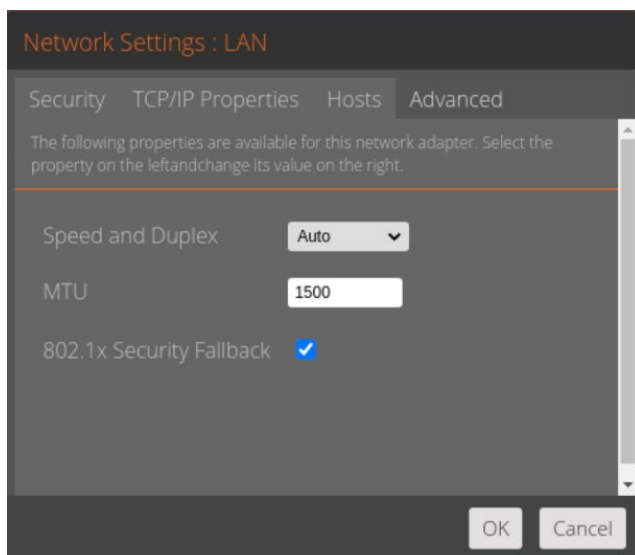 Network Settings : LAN
Security TCP/IP Properties Hosts Advanced
The following properties are available for this network adapter. Select the
property on the leftandchange its value on the right.
Speed and Duplex Auto
MTU 1500
802.1x Security Fallback
OK Cancel